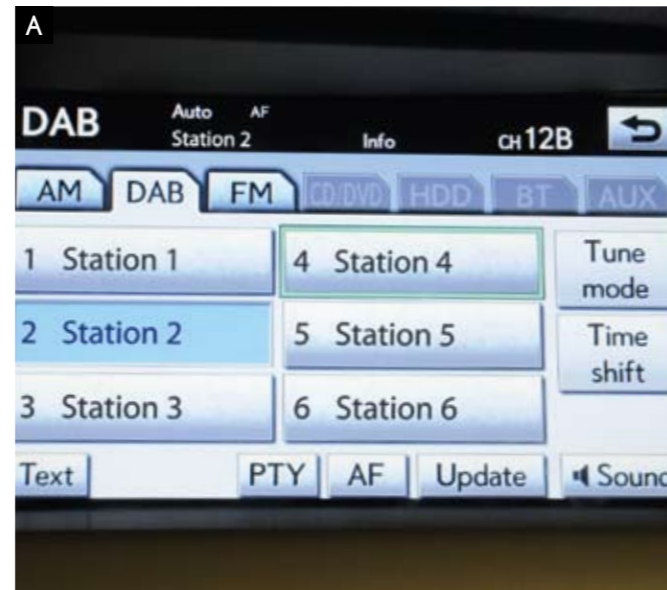 A
DAB Auto AF
Station 2 Info CH 12B
AM DAB FM CD/DVD HDD BT AUX
1 Station 1 4 Station 4 Tune mode
2 Station 2 5 Station 5 Time shift
3 Station 3 6 Station 6
Text PTY AF Update Sound